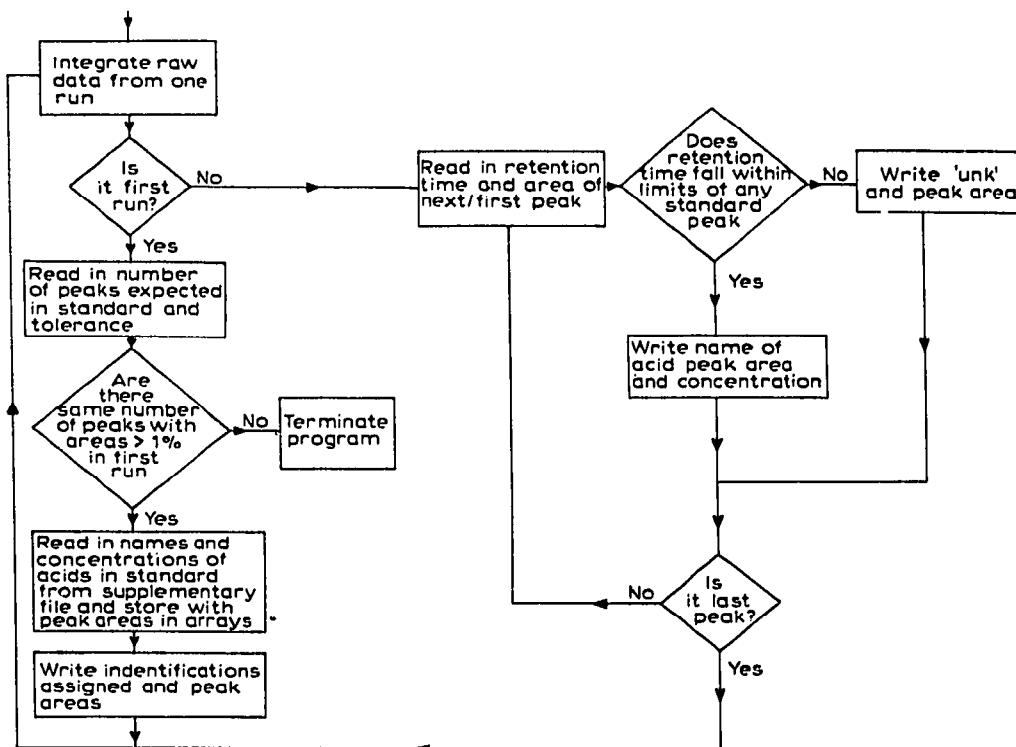 Integrate raw
data from one
run
Is
it first
run?
No
Yes
Read in number
of peaks expected
in standard and
tolerance
Are
there
same number
of peaks with
areas > 1%
in first
run
No
Terminate
program
Yes
Read in names and
concentrations of
acids in standard
from supplementary
file and store with
peak areas in arrays
Write indentifications
assigned and peak
areas
Read in retention
time and area of
next/first peak
Does
retention
time fall within
limits of any
standard
peak
No
Write 'unk'
and peak area
Yes
Write name of
acid peak area
and concentration
Is
it last
peak?
No
Yes